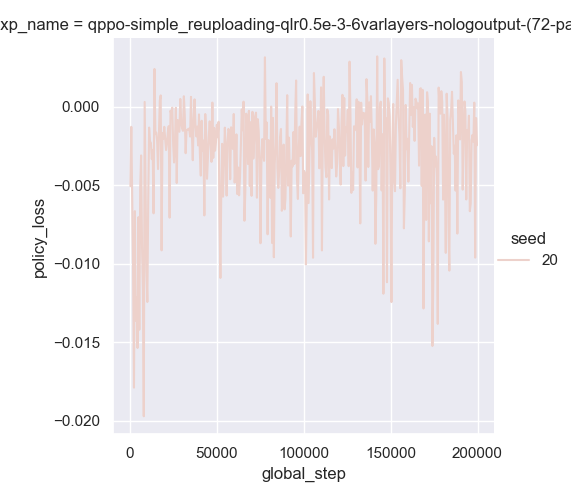 xp_name = qppo-simple_reuploading-qlr0.5e-3-6varlayers-nologoutput-(72-pa
0.000
−0.005
−0.010
−0.015
−0.020
policy_loss
0
50000
100000
150000
200000
global_step
seed
20